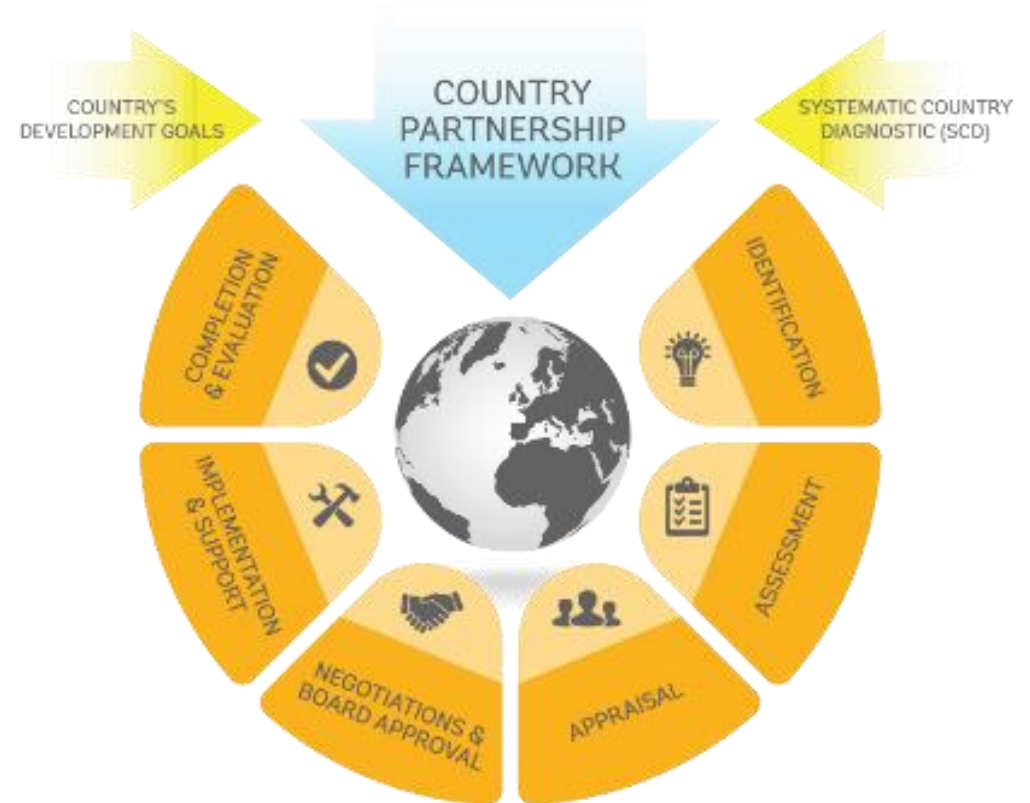 COUNTRY'S
DEVELOPMENT GOALS
COUNTRY
PARTNERSHIP
FRAMEWORK
SYSTEMATIC COUNTRY
DIAGNOSTIC (SCD)
IDENTIFICATION
ASSESSMENT
APPRAISAL
NEGOTIATIONS &
BOARD APPROVAL
IMPLEMENTATION
& SUPPORT
COMPLETION
& EVALUATION